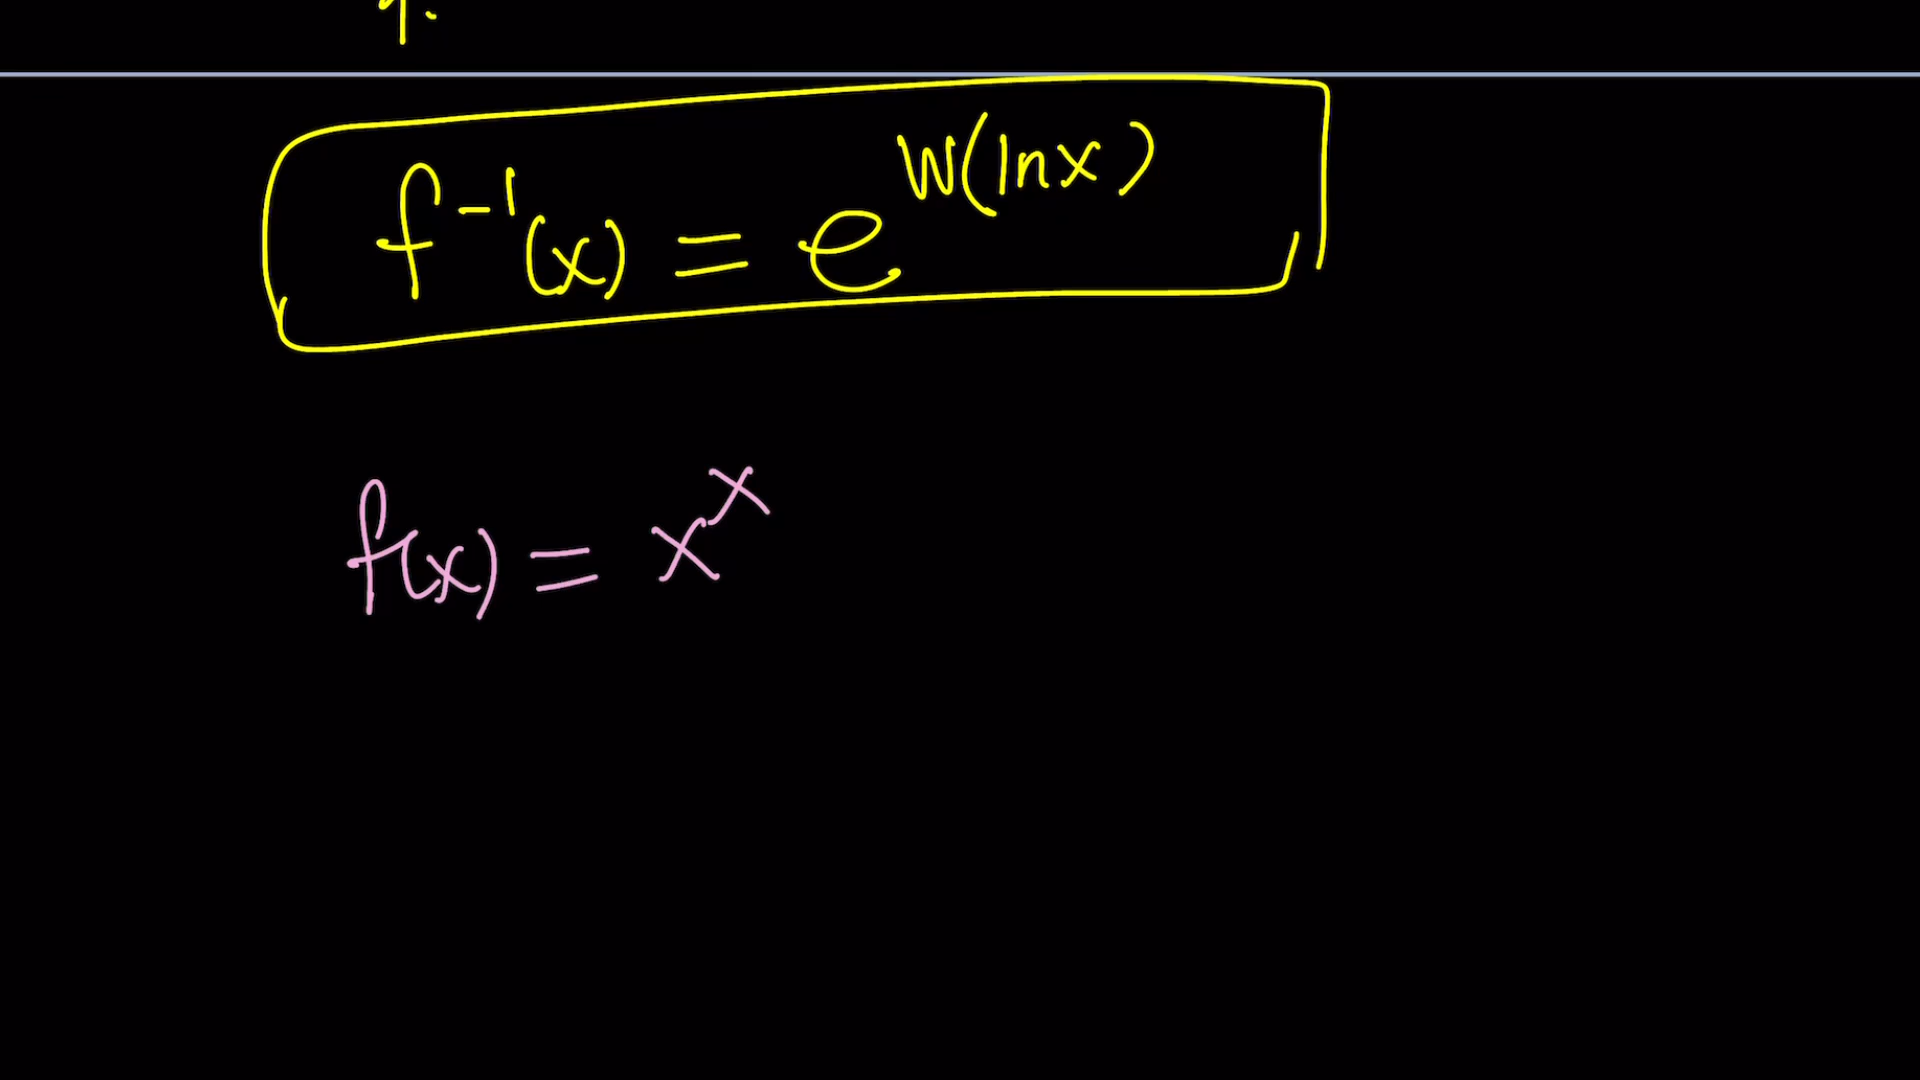 f⁻¹(x) = e^{W(ln x)}
f(x) = x^x